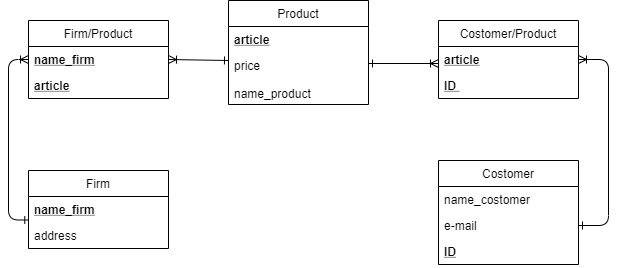 Firm/Product
name_firm
article
Product
article
price
name_product
Costomer/Product
article
ID
Firm
name_firm
address
Costomer
name_costomer
e-mail
ID